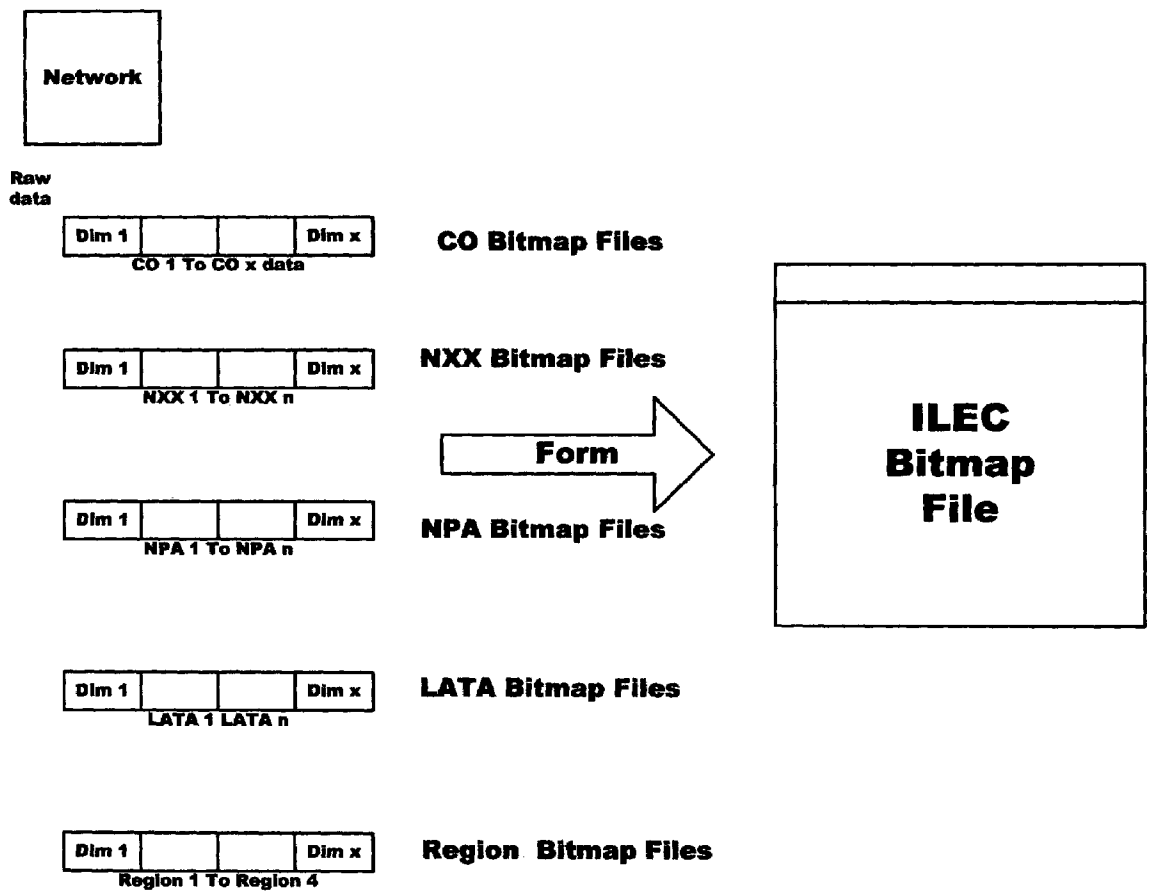 Network
Raw
data
Dim 1 Dim x
CO 1 To CO x data
CO Bitmap Files
Dim 1 Dim x
NXX 1 To NXX n
NXX Bitmap Files
Form
ILEC
Bitmap
File
Dim 1 Dim x
NPA 1 To NPA n
NPA Bitmap Files
Dim 1 Dim x
LATA 1 LATA n
LATA Bitmap Files
Dim 1 Dim x
Region 1 To Region 4
Region Bitmap Files